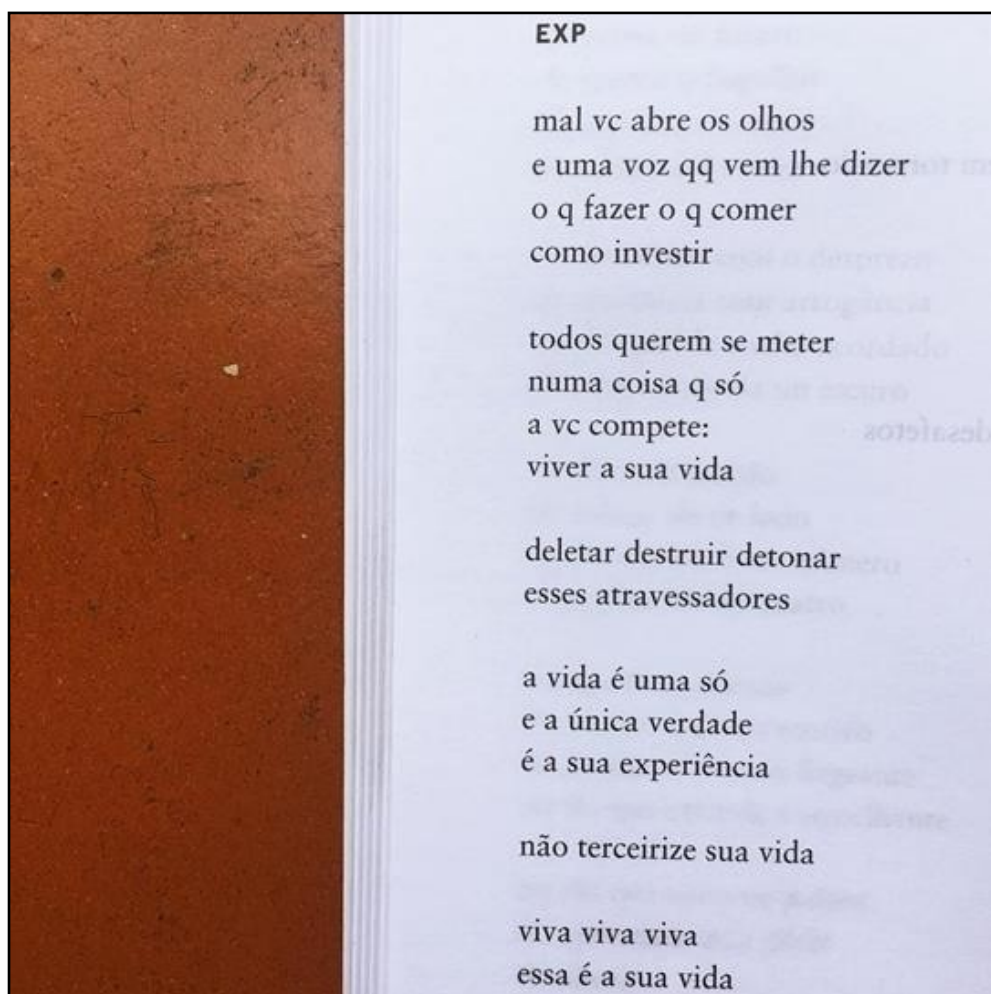 EXP
mal vc abre os olhos
e uma voz qq vem lhe dizer
o q fazer o q comer
como investir
todos querem se meter
numa coisa q só
a vc compete:
viver a sua vida
deletar destruir detonar
esses atravessadores
a vida é uma só
e a única verdade
é a sua experiência
não terceirize sua vida
viva viva viva
essa é a sua vida